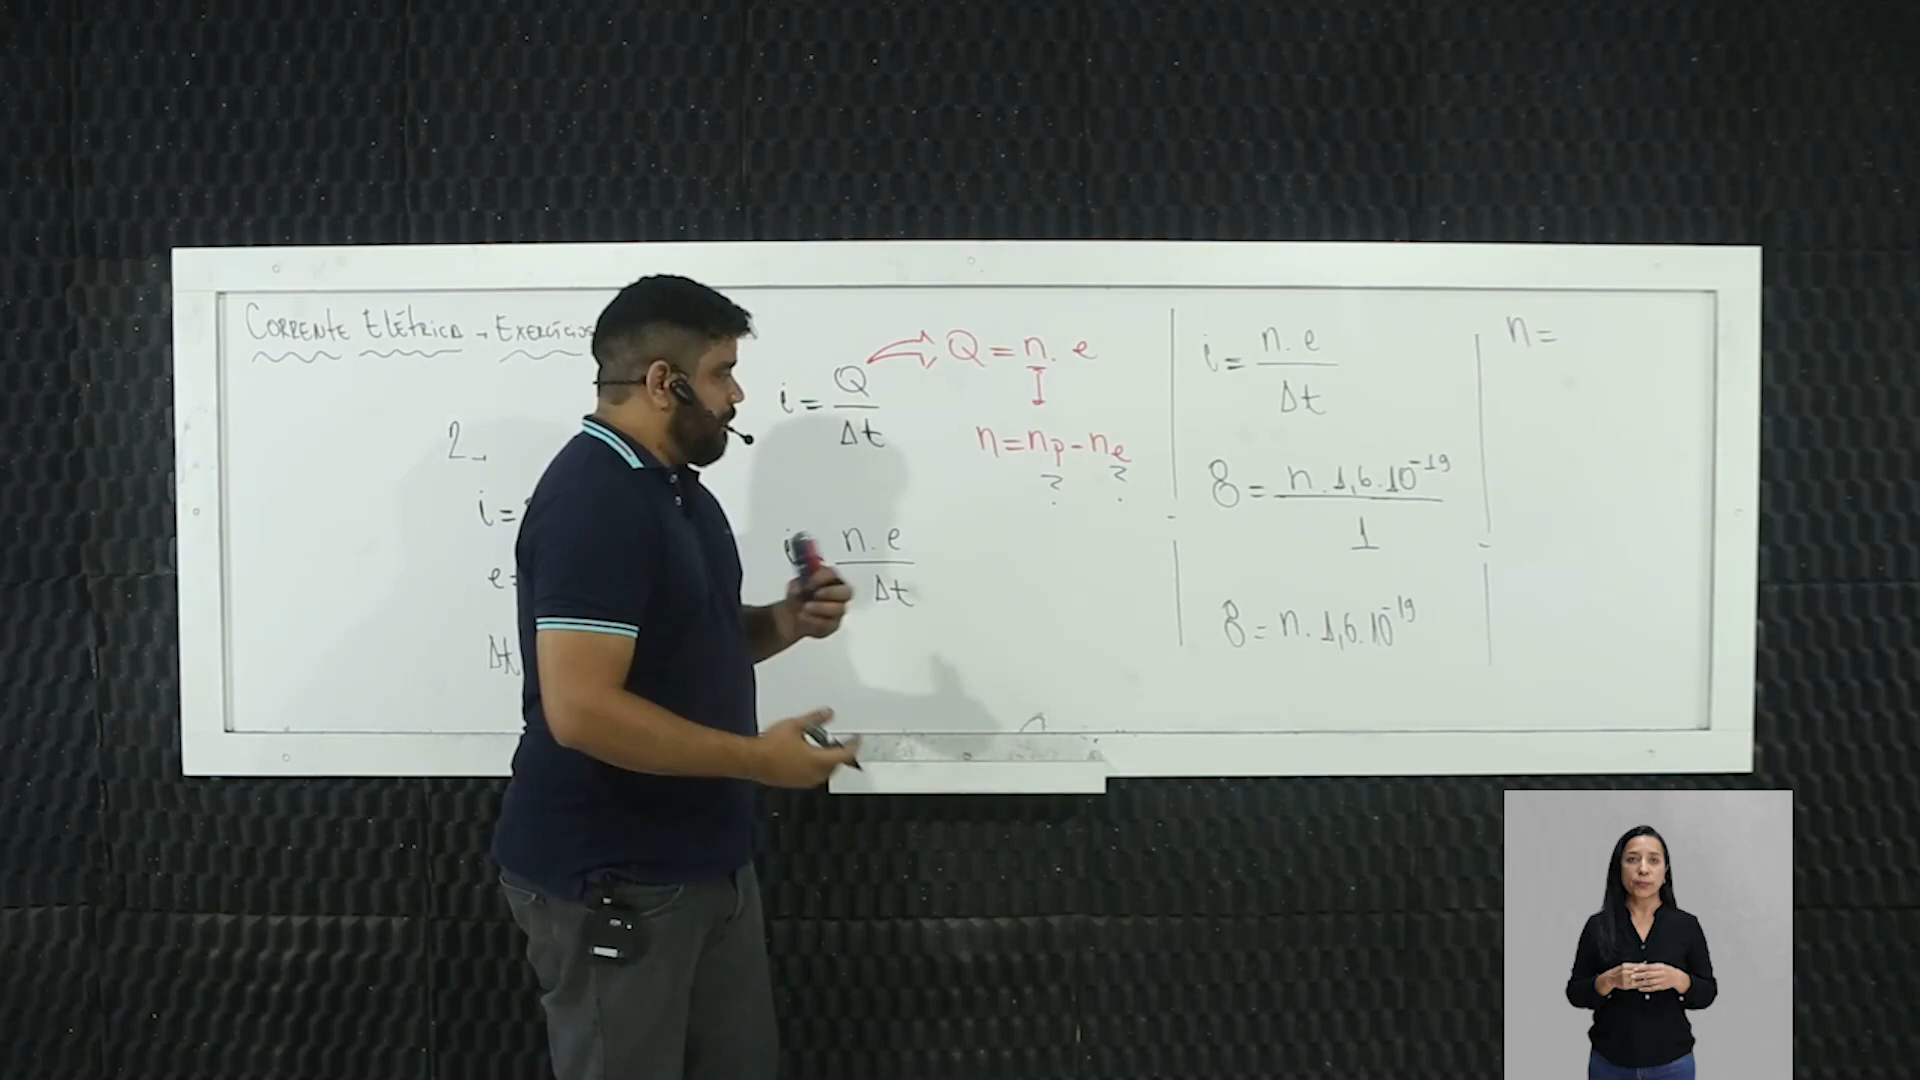 CORRENTE ELÉTRICA → EXERCÍCIOS
2-
i =
e =
Δt
i = Q / Δt
Q = n. e
n = np - ne
? ?
n. e / Δt
i = n. e / Δt
8 = n. 1,6. 10⁻¹⁹ / 1
8 = n. 1,6. 10⁻¹⁹
n =